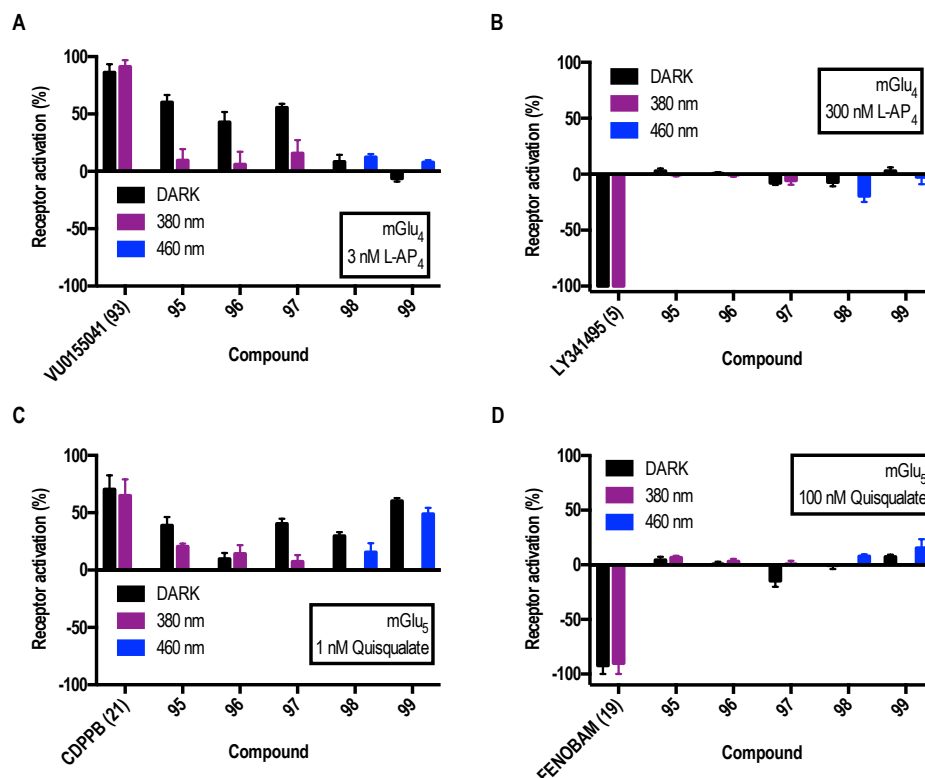 A
Receptor activation (%)
100
50
0
-50
-100
DARK
380 nm
460 nm
mGlu4
3 nM L-AP4
VU0155041 (93)
95
96
97
98
99
Compound
B
Receptor activation (%)
100
50
0
-50
-100
DARK
380 nm
460 nm
mGlu4
300 nM L-AP4
LY341495 (5)
95
96
97
98
99
Compound
C
Receptor activation (%)
100
50
0
-50
-100
DARK
380 nm
460 nm
mGlu5
1 nM Quisqualate
CDPPB (21)
95
96
97
98
99
Compound
D
Receptor activation (%)
100
50
0
-50
-100
DARK
380 nm
460 nm
mGlu5
100 nM Quisqualate
FENOBAM (19)
95
96
97
98
99
Compound